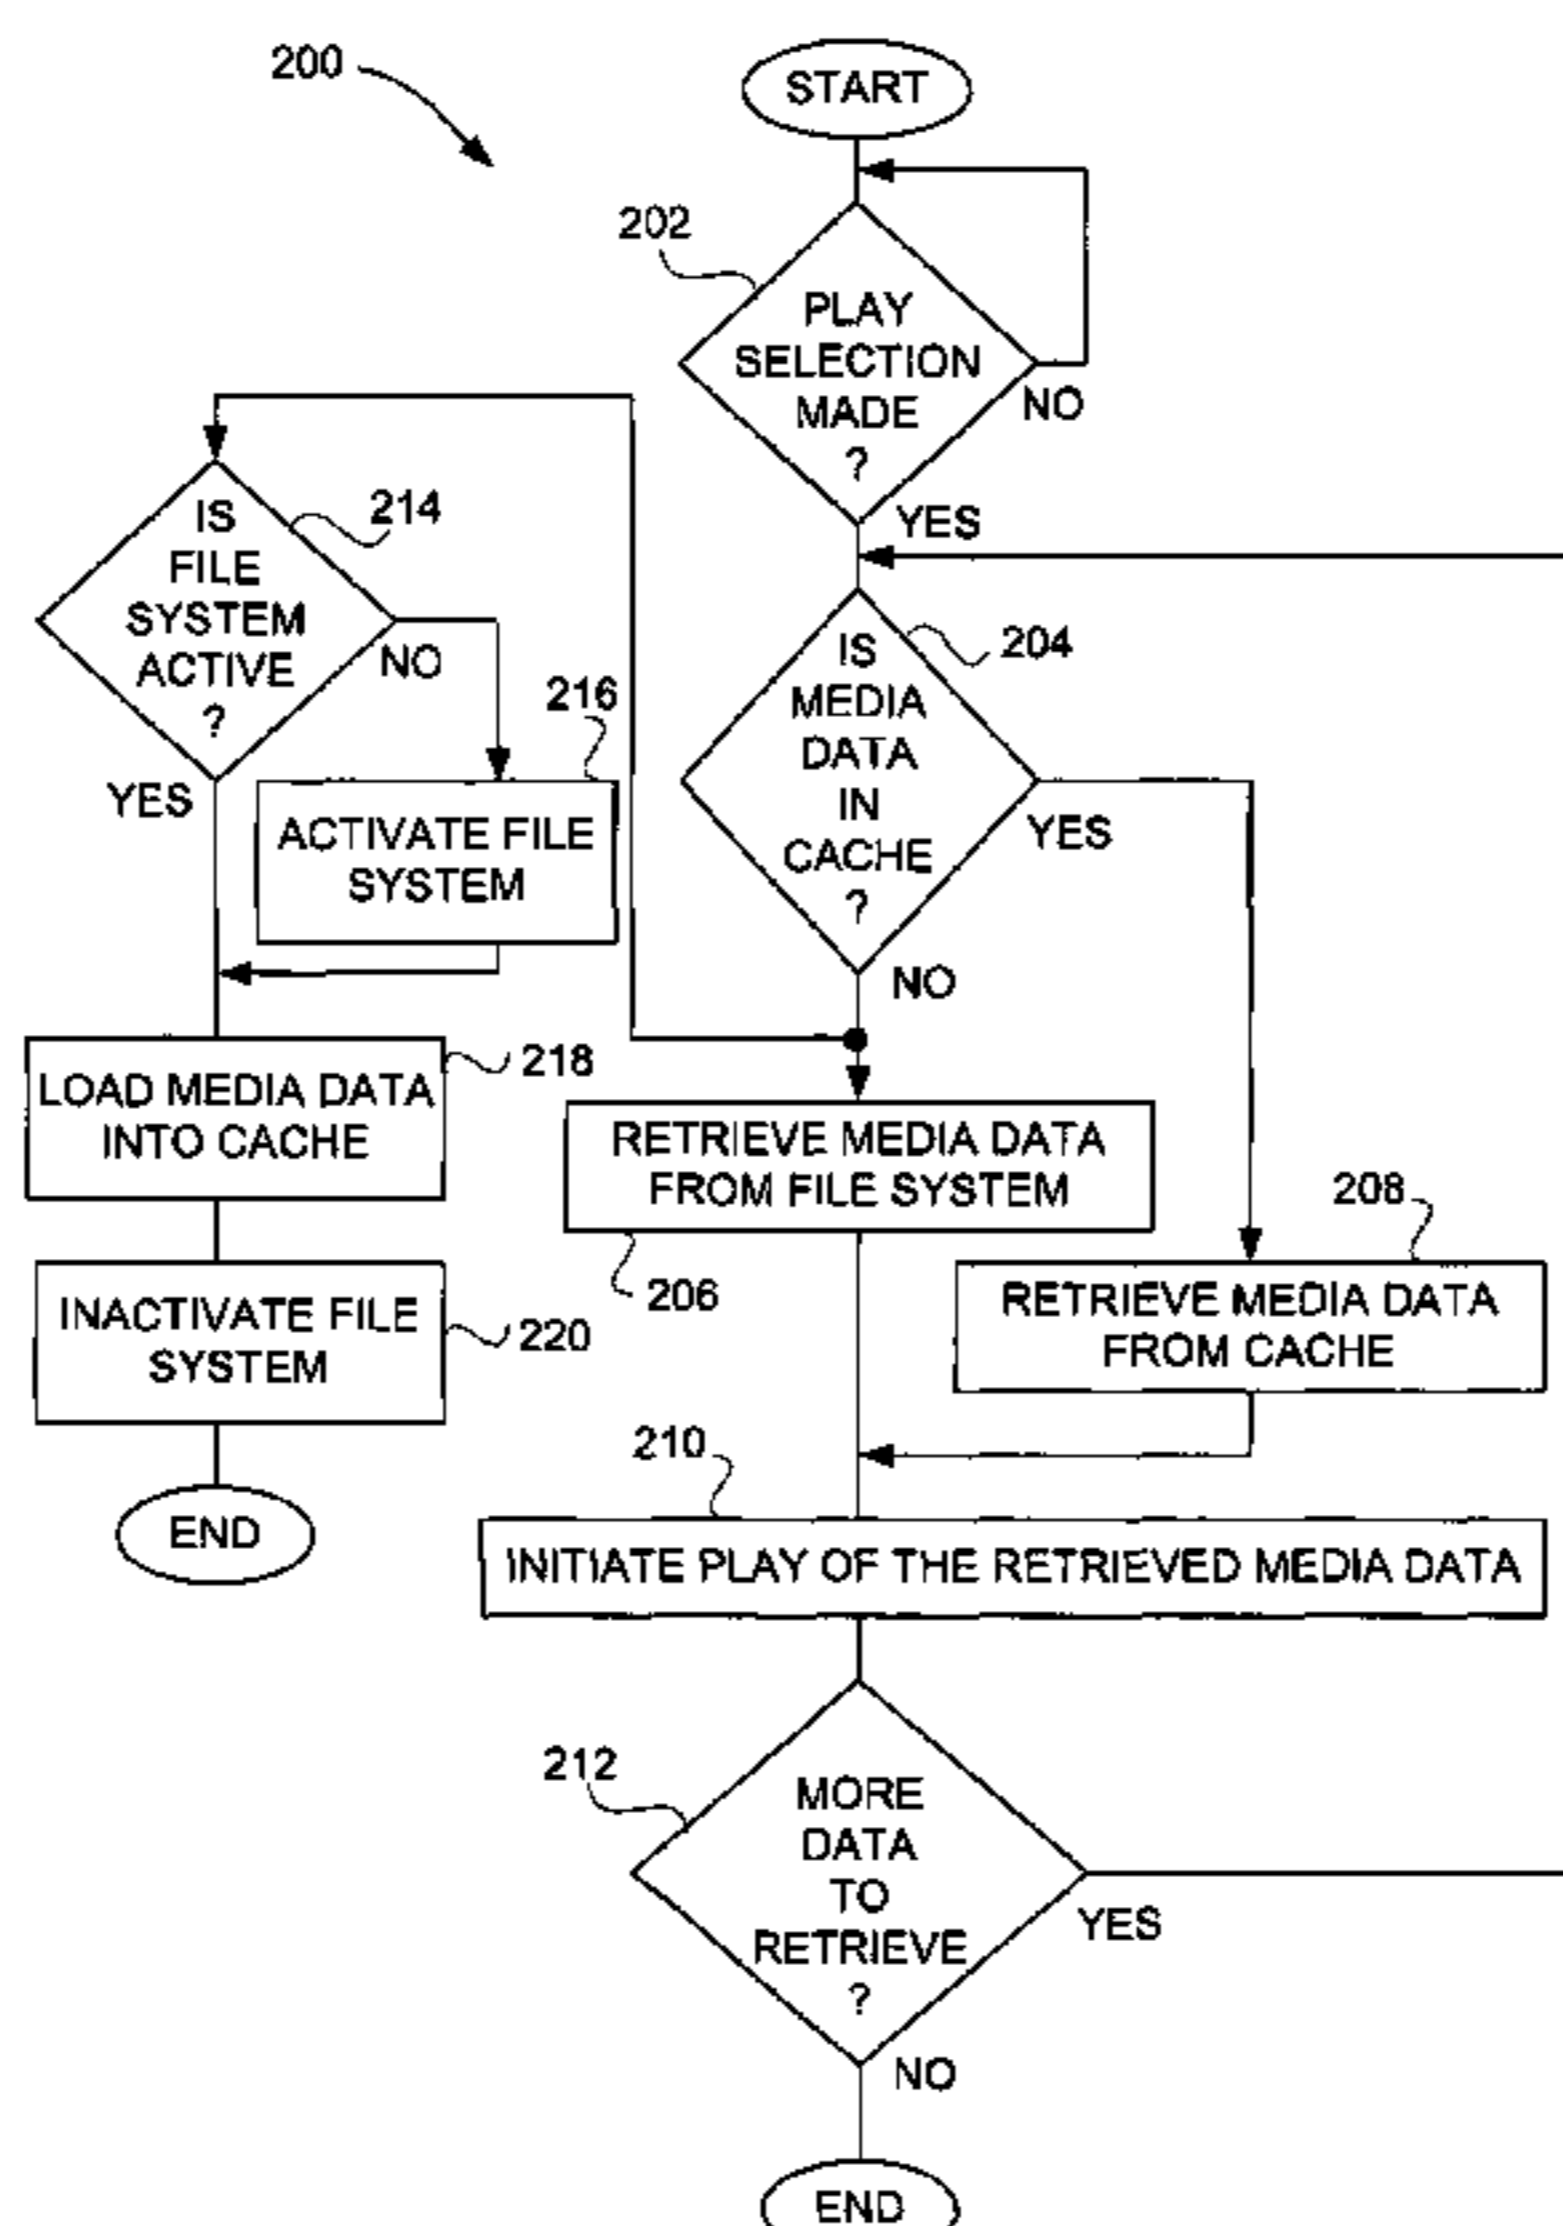 200
START
202
PLAY
SELECTION
MADE
?
NO
YES
IS
FILE
SYSTEM
ACTIVE
?
214
NO
YES
216
ACTIVATE FILE
SYSTEM
IS
MEDIA
DATA
IN
CACHE
?
204
YES
NO
LOAD MEDIA DATA
INTO CACHE
218
RETRIEVE MEDIA DATA
FROM FILE SYSTEM
206
208
RETRIEVE MEDIA DATA
FROM CACHE
INACTIVATE FILE
SYSTEM
220
END
210
INITIATE PLAY OF THE RETRIEVED MEDIA DATA
212
MORE
DATA
TO
RETRIEVE
?
YES
NO
END